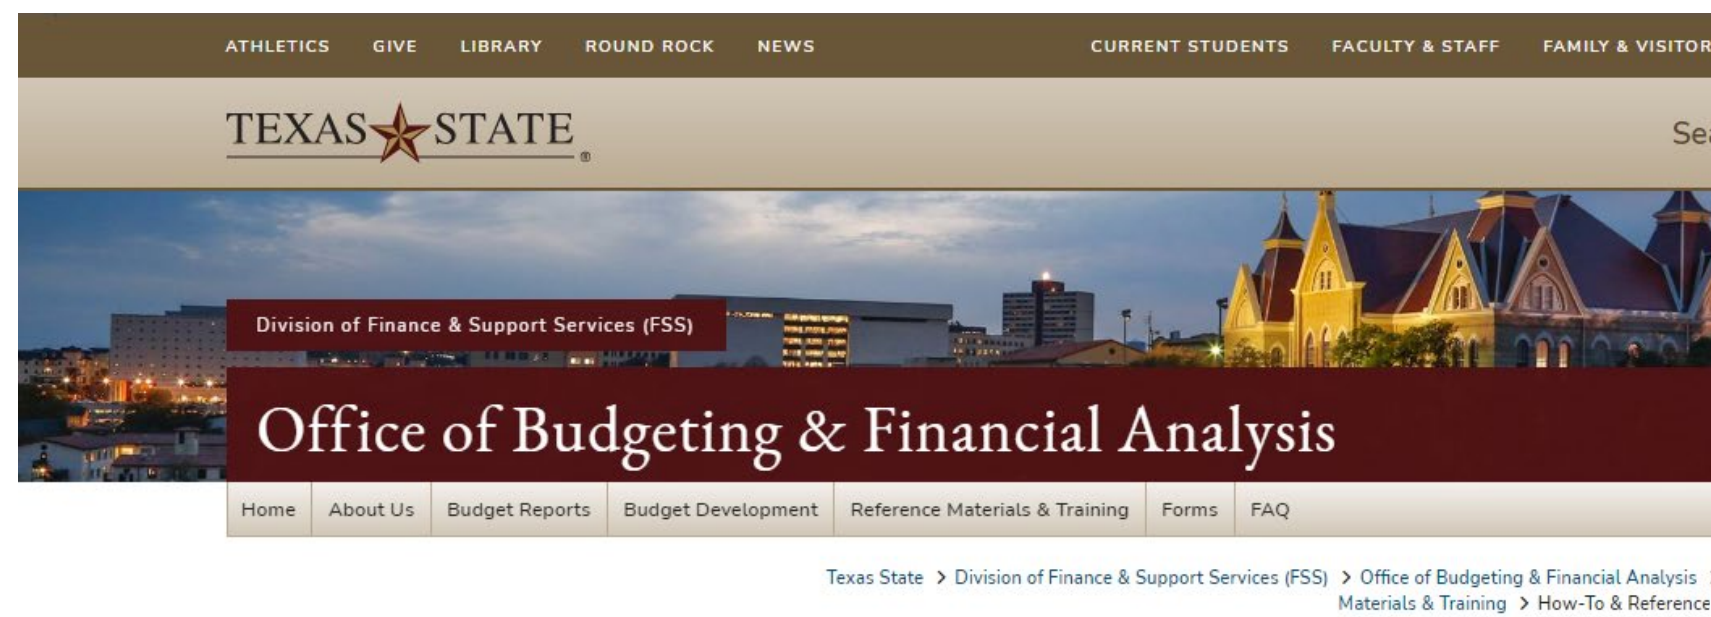 ATHLETICS GIVE LIBRARY ROUND ROCK NEWS CURRENT STUDENTS FACULTY & STAFF FAMILY & VISITOR
TEXAS STATE ®
Sea
Division of Finance & Support Services (FSS)
Office of Budgeting & Financial Analysis
Home About Us Budget Reports Budget Development Reference Materials & Training Forms FAQ
Texas State > Division of Finance & Support Services (FSS) > Office of Budgeting & Financial Analysis
Materials & Training > How-To & Reference